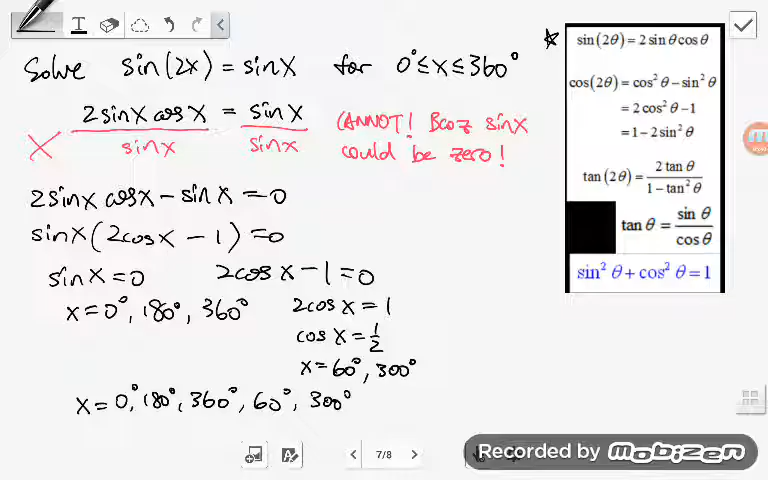 T
Solve sin(2x) = sinx for 0° ≤ x ≤ 360°
2sinx cosx = sinx
sinx sinx
CANNOT! Bcoz sinx
could be zero!
2sinx cosx − sinx = 0
sinx(2cosx − 1) = 0
sinx = 0 2cosx − 1 = 0
x = 0°, 180°, 360° 2cosx = 1
cosx = 1/2
x = 60°, 300°
x = 0°, 180°, 360°, 60°, 300°
sin(2θ) = 2 sin θ cos θ
cos(2θ) = cos² θ − sin² θ
= 2 cos² θ − 1
= 1 − 2 sin² θ
tan(2θ) = 2 tan θ / 1 − tan² θ
tan θ = sin θ / cos θ
sin² θ + cos² θ = 1
7/8
Recorded by mobizen